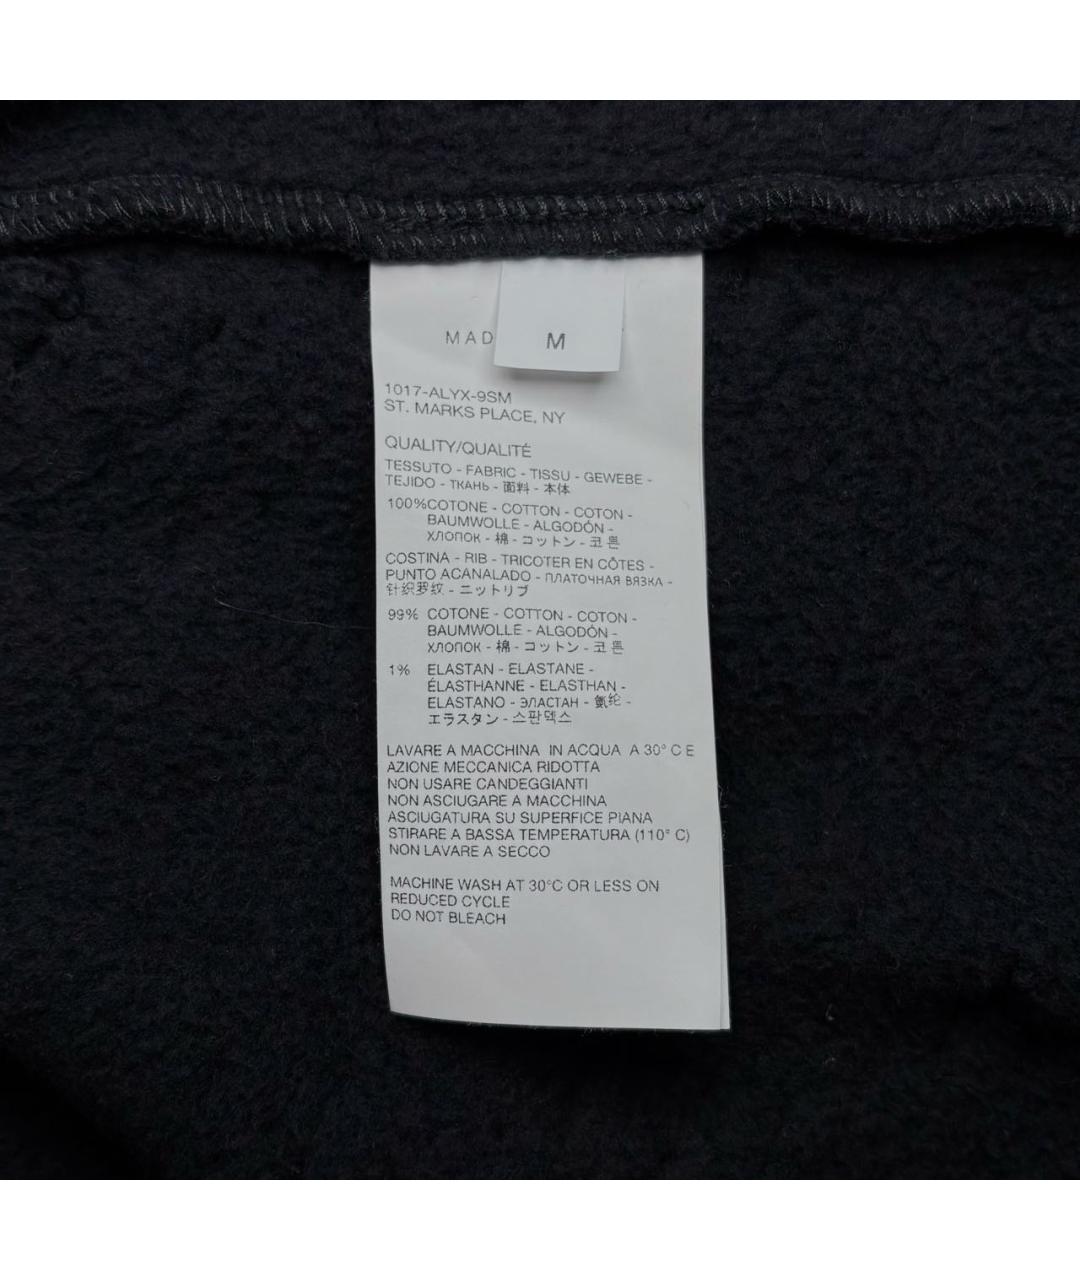 MAD
M
1017-ALYX-9SM
ST. MARKS PLACE, NY
QUALITY/QUALITÉ
TESSUTO - FABRIC - TISSU - GEWEBE -
TEJIDO - ТКАНЬ - 面料 - 本体
100%COTONE - COTTON - COTON -
BAUMWOLLE - ALGODÓN -
ХЛОПОК - 棉 - コットン - 코튼
COSTINA - RIB - TRICOTER EN CÔTES -
PUNTO ACANALADO - ПЛАТОЧНАЯ ВЯЗКА -
针织罗纹 - ニットリブ
99% COTONE - COTTON - COTON -
BAUMWOLLE - ALGODÓN -
ХЛОПОК - 棉 - コットン - 코튼
1% ELASTAN - ELASTANE -
ÉLASTHANNE - ELASTHAN -
ELASTANO - ЭЛАСТАН - 氨纶 -
エラスタン - 스판덱스
LAVARE A MACCHINA IN ACQUA A 30° C E
AZIONE MECCANICA RIDOTTA
NON USARE CANDEGGIANTI
NON ASCIUGARE A MACCHINA
ASCIUGATURA SU SUPERFICE PIANA
STIRARE A BASSA TEMPERATURA (110° C)
NON LAVARE A SECCO
MACHINE WASH AT 30°C OR LESS ON
REDUCED CYCLE
DO NOT BLEACH